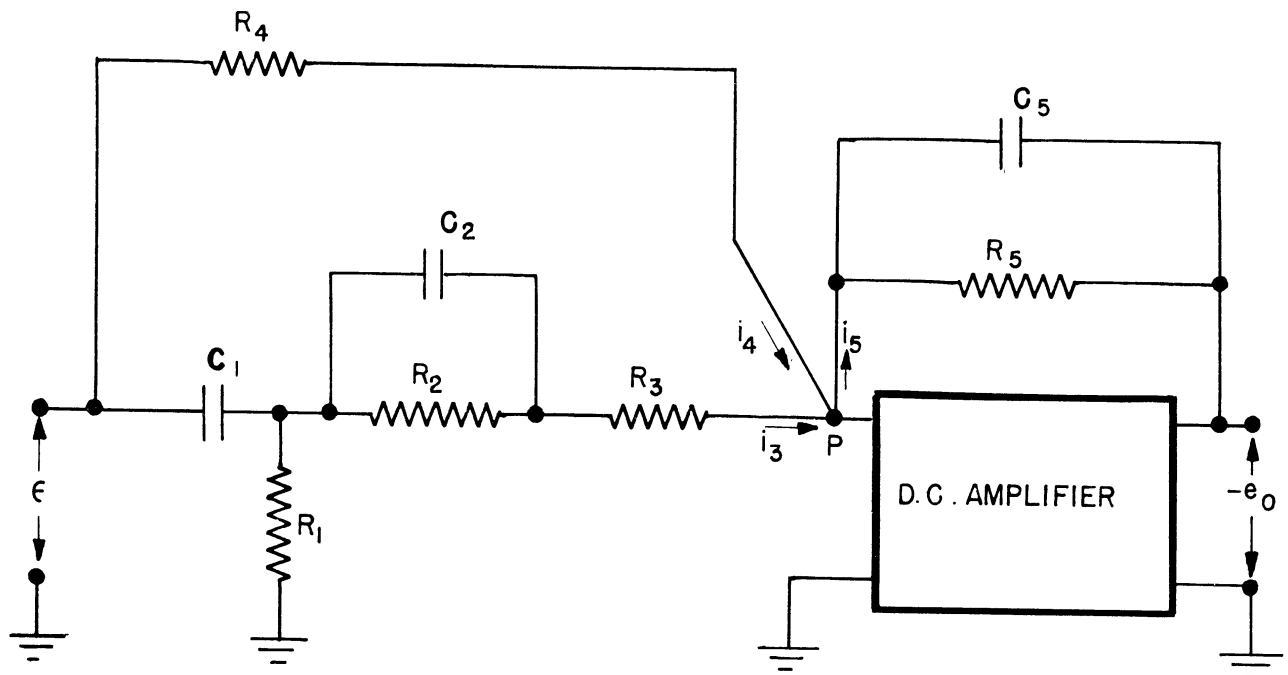 R4
C5
C2
R5
i4
i5
C1
R2
R3
i3
P
ϵ
R1
D.C. AMPLIFIER
-e0